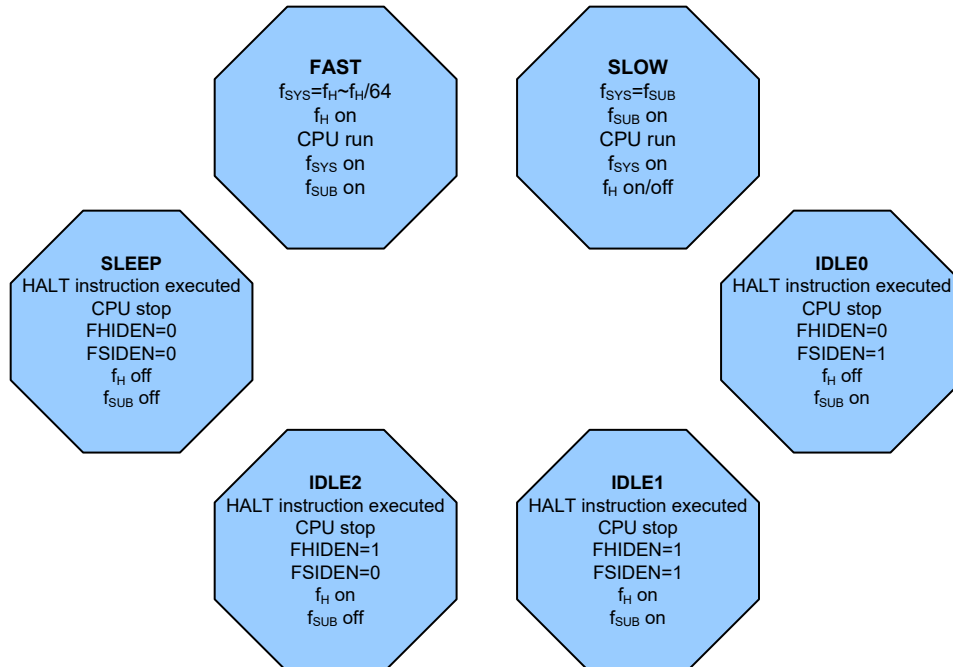 FAST
fSYS=fH~fH/64
fH on
CPU run
fSYS on
fSUB on
SLOW
fSYS=fSUB
fSUB on
CPU run
fSYS on
fH on/off
SLEEP
HALT instruction executed
CPU stop
FHIDEN=0
FSIDEN=0
fH off
fSUB off
IDLE0
HALT instruction executed
CPU stop
FHIDEN=0
FSIDEN=1
fH off
fSUB on
IDLE2
HALT instruction executed
CPU stop
FHIDEN=1
FSIDEN=0
fH on
fSUB off
IDLE1
HALT instruction executed
CPU stop
FHIDEN=1
FSIDEN=1
fH on
fSUB on